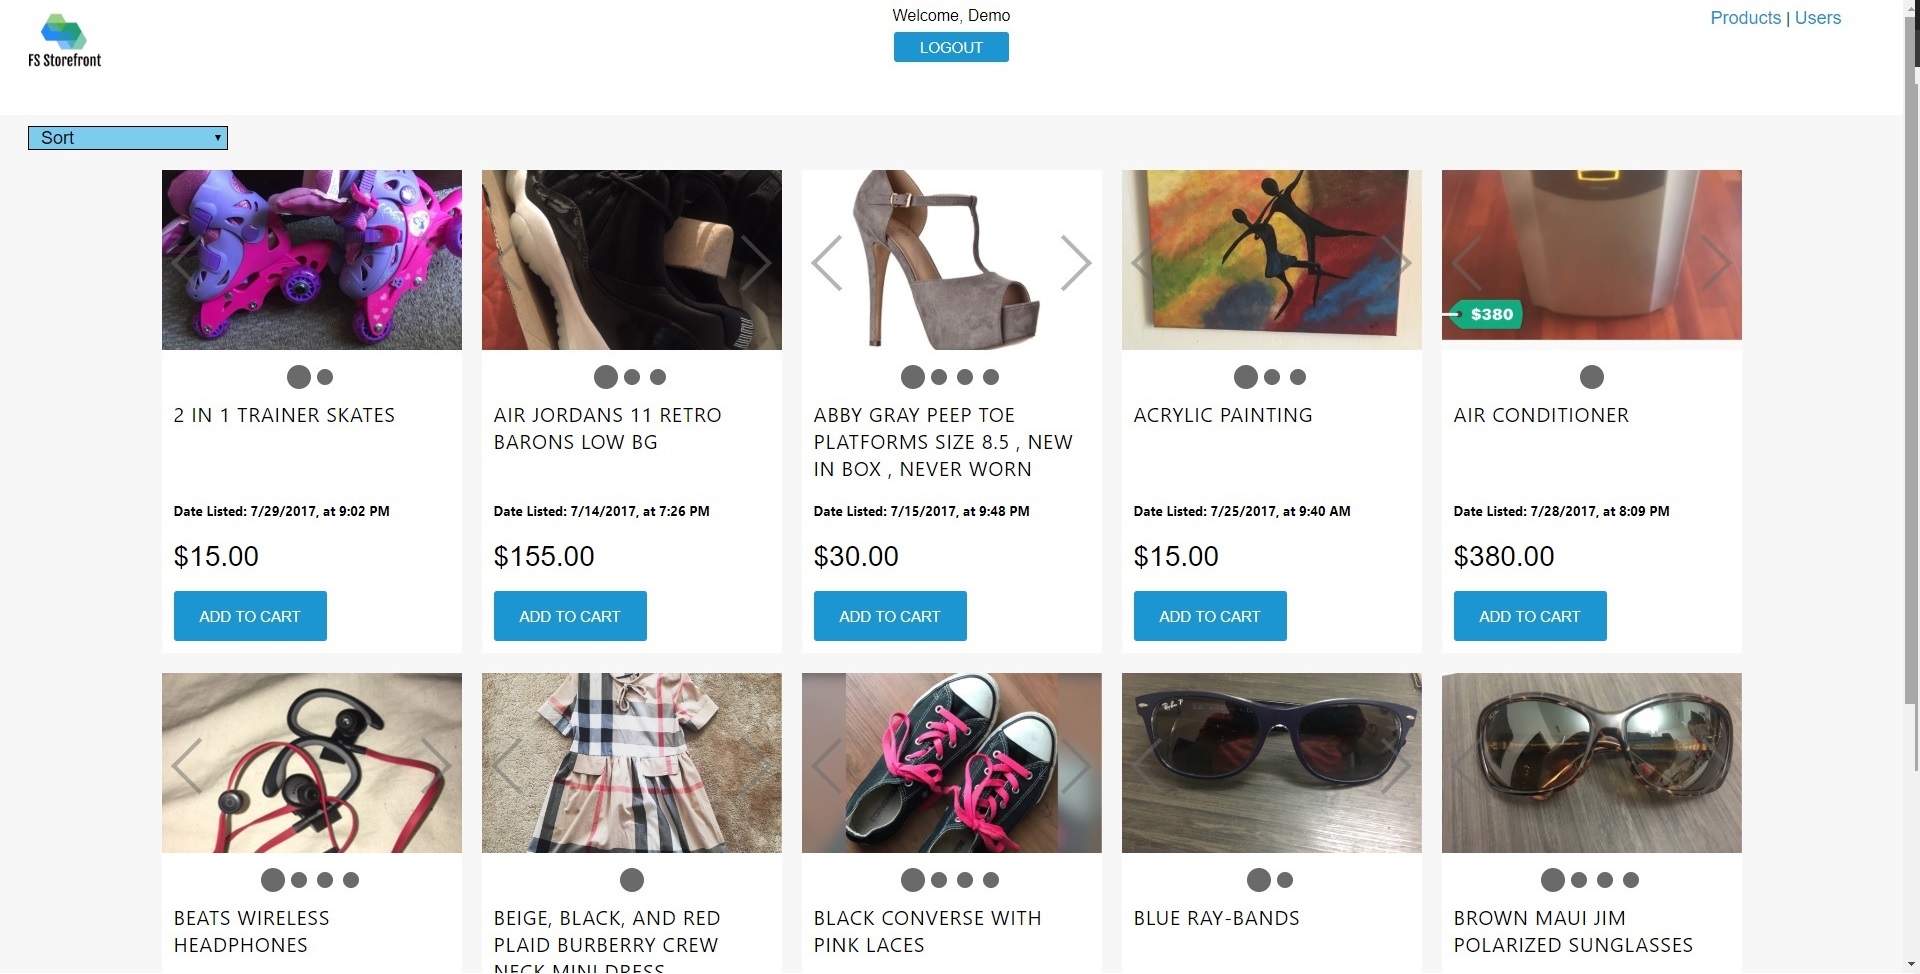 FS Storefront
Welcome, Demo
LOGOUT
Products | Users
Sort
$380
2 IN 1 TRAINER SKATES
Date Listed: 7/29/2017, at 9:02 PM
$15.00
ADD TO CART
AIR JORDANS 11 RETRO
BARONS LOW BG
Date Listed: 7/14/2017, at 7:26 PM
$155.00
ADD TO CART
ABBY GRAY PEEP TOE
PLATFORMS SIZE 8.5 , NEW
IN BOX , NEVER WORN
Date Listed: 7/15/2017, at 9:48 PM
$30.00
ADD TO CART
ACRYLIC PAINTING
Date Listed: 7/25/2017, at 9:40 AM
$15.00
ADD TO CART
AIR CONDITIONER
Date Listed: 7/28/2017, at 8:09 PM
$380.00
ADD TO CART
Ray-Ban P
BEATS WIRELESS
HEADPHONES
BEIGE, BLACK, AND RED
PLAID BURBERRY CREW
NECK MINI DRESS
BLACK CONVERSE WITH
PINK LACES
BLUE RAY-BANDS
BROWN MAUI JIM
POLARIZED SUNGLASSES